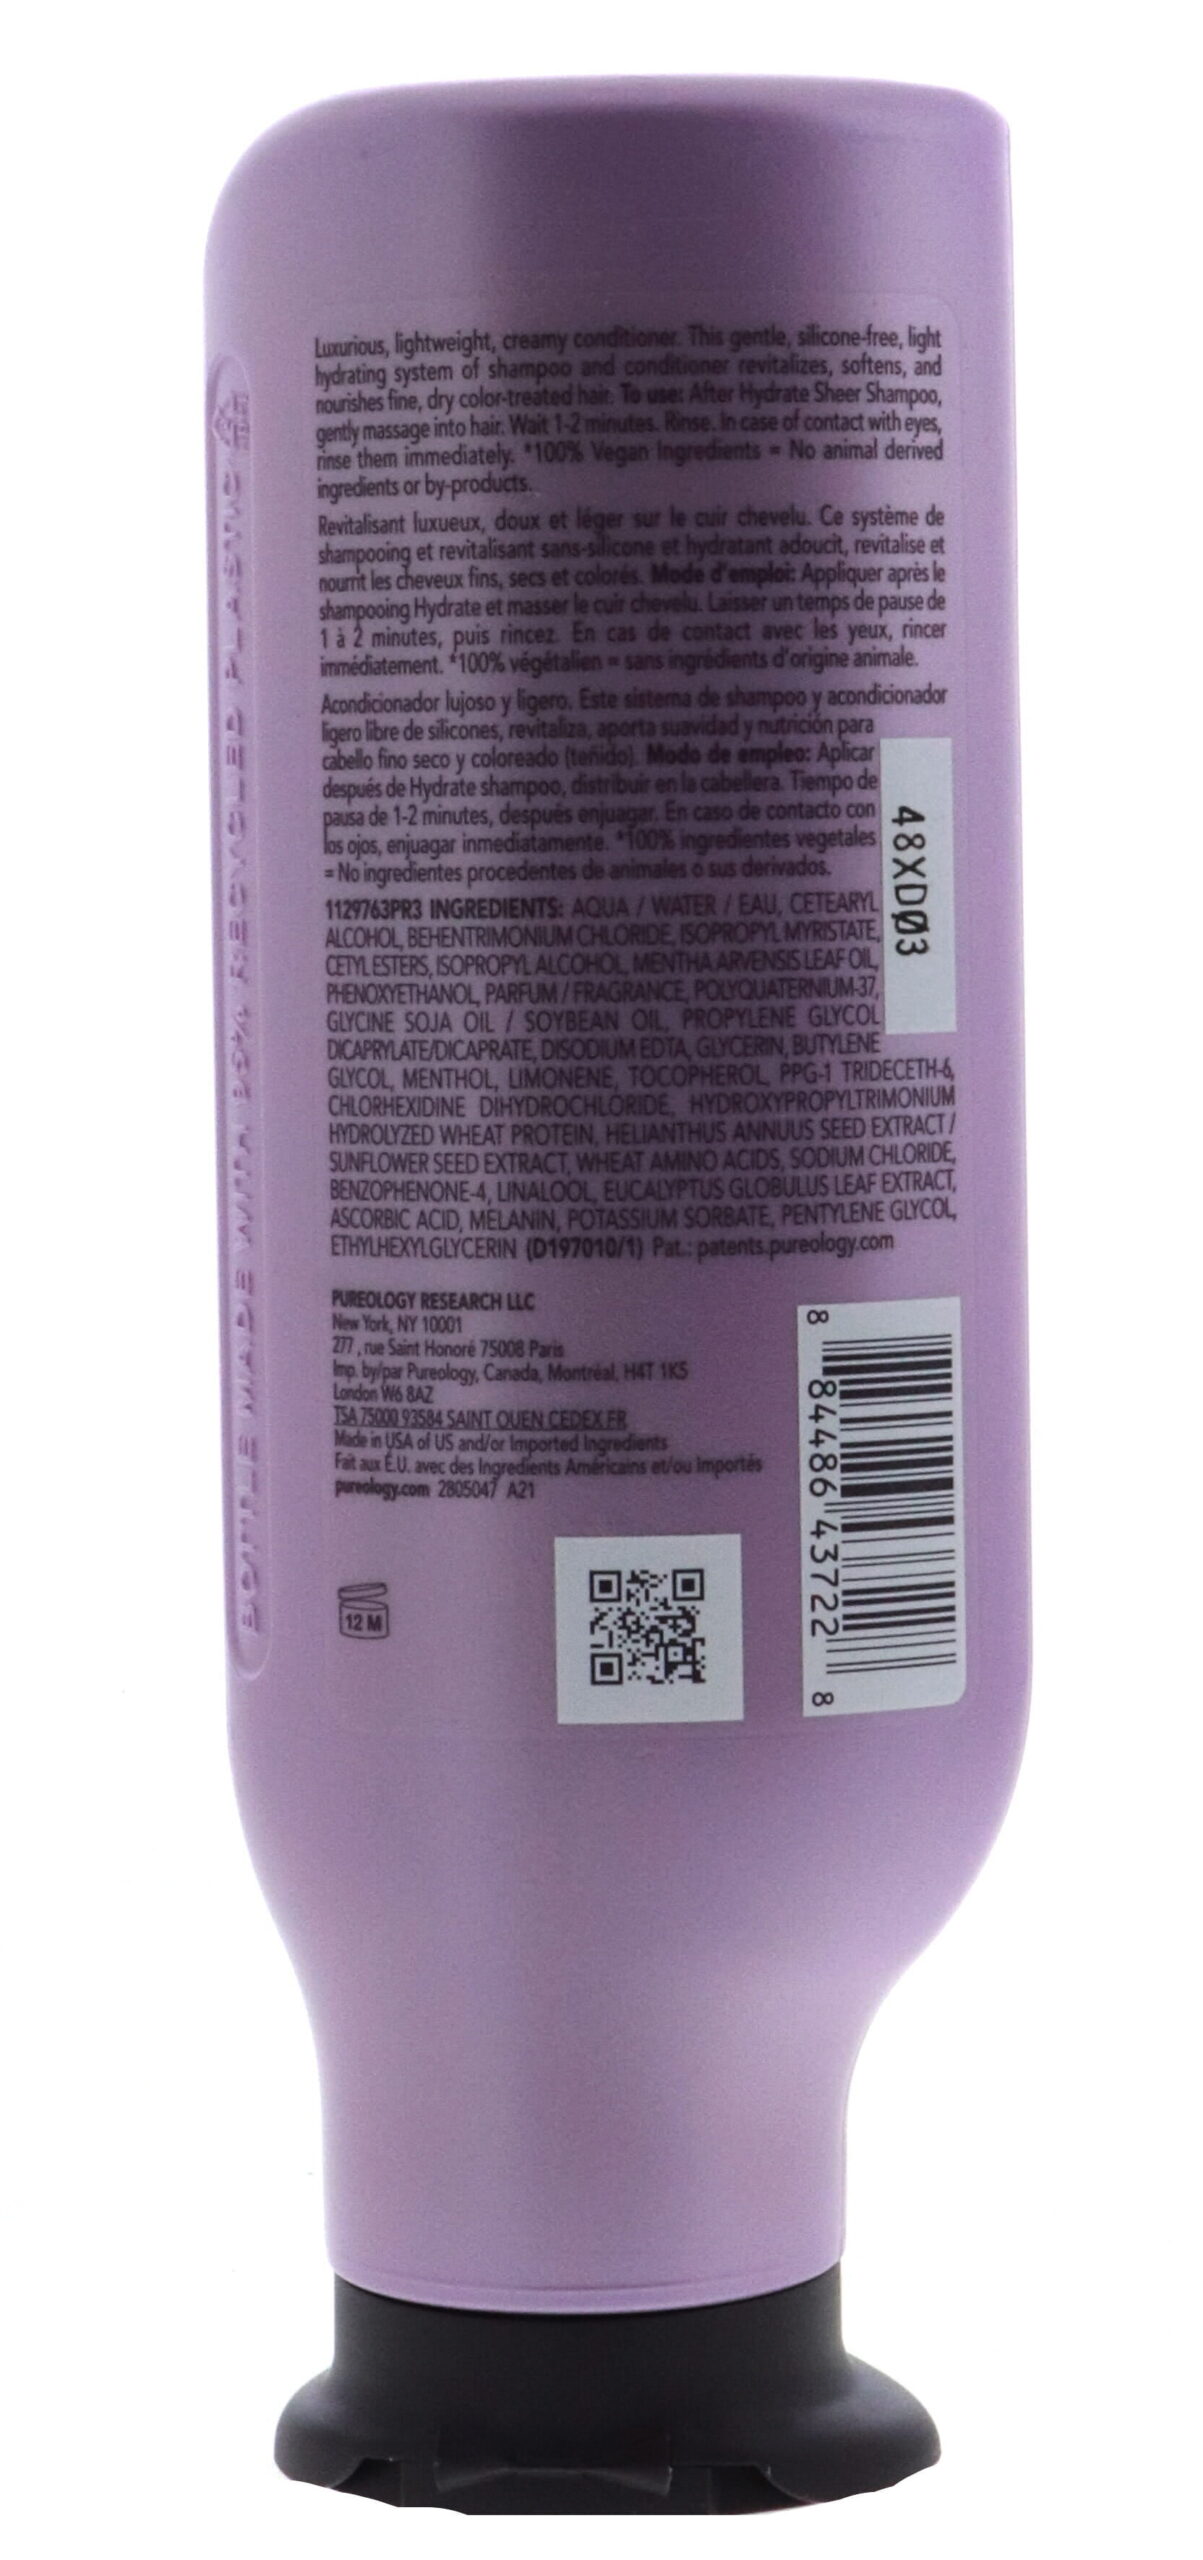 Luxurious, lightweight, creamy conditioner. This gentle, silicone-free, light
hydrating system of shampoo and conditioner revitalizes, softens, and
nourishes fine, dry color-treated hair. To use: After Hydrate Sheer Shampoo,
gently massage into hair. Wait 1-2 minutes. Rinse. In case of contact with eyes,
rinse them immediately. *100% Vegan Ingredients = No animal derived
ingredients or by-products.
Revitalisant luxueux, doux et léger sur le cuir chevelu. Ce système de
shampooing et revitalisant sans-silicone et hydratant adoucit, revitalise et
nourrit les cheveux fins, secs et colorés. Mode d'emploi: Appliquer après le
shampooing Hydrate et masser le cuir chevelu. Laisser un temps de pause de
1 à 2 minutes, puis rincez. En cas de contact avec les yeux, rincer
immédiatement. *100% végétalien = sans ingrédients d'origine animale.
Acondicionador lujoso y ligero. Este sistema de shampoo y acondicionador
ligero libre de silicones, revitaliza, aporta suavidad y nutrición para
cabello fino seco y coloreado (teñido). Modo de empleo: Aplicar
después de Hydrate shampoo, distribuir en la cabellera. Tiempo de
pausa de 1-2 minutes, después enjuagar. En caso de contacto con
los ojos, enjuagar inmediatamente. *100% ingredientes vegetales
= No ingredientes procedentes de animales o sus derivados.
1129763PR3 INGREDIENTS: AQUA / WATER / EAU, CETEARYL
ALCOHOL, BEHENTRIMONIUM CHLORIDE, ISOPROPYL MYRISTATE,
CETYL ESTERS, ISOPROPYL ALCOHOL, MENTHA ARVENSIS LEAF OIL,
PHENOXYETHANOL, PARFUM / FRAGRANCE, POLYQUATERNIUM-37,
GLYCINE SOJA OIL / SOYBEAN OIL, PROPYLENE GLYCOL
DICAPRYLATE/DICAPRATE, DISODIUM EDTA, GLYCERIN, BUTYLENE
GLYCOL, MENTHOL, LIMONENE, TOCOPHEROL, PPG-1 TRIDECETH-6,
CHLORHEXIDINE DIHYDROCHLORIDE, HYDROXYPROPYLTRIMONIUM
HYDROLYZED WHEAT PROTEIN, HELIANTHUS ANNUUS SEED EXTRACT /
SUNFLOWER SEED EXTRACT, WHEAT AMINO ACIDS, SODIUM CHLORIDE,
BENZOPHENONE-4, LINALOOL, EUCALYPTUS GLOBULUS LEAF EXTRACT,
ASCORBIC ACID, MELANIN, POTASSIUM SORBATE, PENTYLENE GLYCOL,
ETHYLHEXYLGLYCERIN (D197010/1) Pat.: patents.pureology.com
48XD03
PUREOLOGY RESEARCH LLC
New York, NY 10001
277, rue Saint Honoré 75008 Paris
Imp. by/par Pureology, Canada, Montréal, H4T 1K5
London W6 8AZ
TSA 75000 93584 SAINT OUEN CEDEX FR
Made in USA of US and/or Imported Ingredients
Fait aux É.U. avec des Ingredients Américains et/ou Importés
pureology.com 2805047 A21
12 M
8 84486 43722 8
BOTTLE MADE WITH 95% RECYCLED PLASTIC